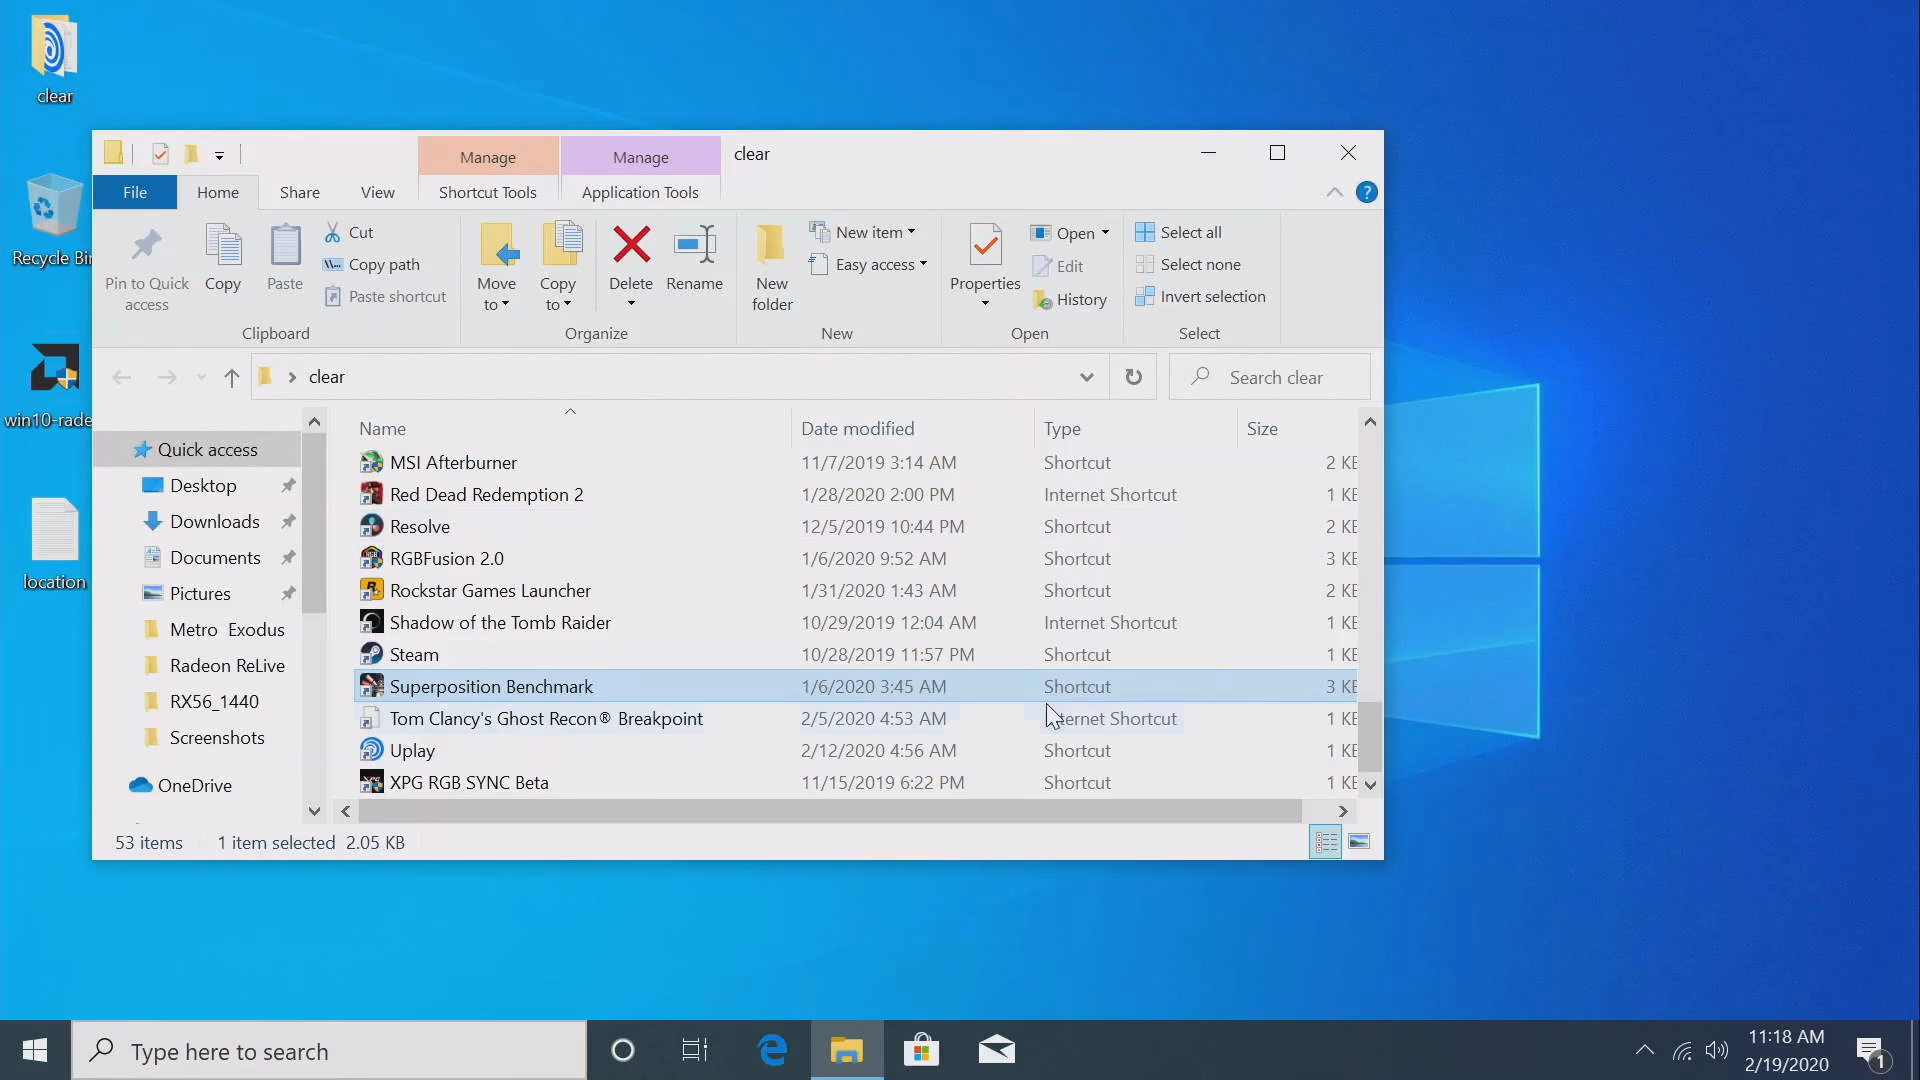 clear
Recycle Bin
win10-rade
location
Manage
Manage
clear
File
Home
Share
View
Shortcut Tools
Application Tools
?
Pin to Quick
access
Copy
Paste
Cut
Copy path
Paste shortcut
Clipboard
Move
to
Copy
to
Delete
Rename
Organize
New
folder
New item
Easy access
New
Properties
Open
Edit
History
Open
Select all
Select none
Invert selection
Select
clear
Search clear
Quick access
Desktop
Downloads
Documents
Pictures
Metro Exodus
Radeon ReLive
RX56_1440
Screenshots
OneDrive
Name Date modified Type Size
MSI Afterburner 11/7/2019 3:14 AM Shortcut 2 KB
Red Dead Redemption 2 1/28/2020 2:00 PM Internet Shortcut 1 KB
Resolve 12/5/2019 10:44 PM Shortcut 2 KB
RGBFusion 2.0 1/6/2020 9:52 AM Shortcut 3 KB
Rockstar Games Launcher 1/31/2020 1:43 AM Shortcut 2 KB
Shadow of the Tomb Raider 10/29/2019 12:04 AM Internet Shortcut 1 KB
Steam 10/28/2019 11:57 PM Shortcut 1 KB
Superposition Benchmark 1/6/2020 3:45 AM Shortcut 3 KB
Tom Clancy's Ghost Recon® Breakpoint 2/5/2020 4:53 AM Internet Shortcut 1 KB
Uplay 2/12/2020 4:56 AM Shortcut 1 KB
XPG RGB SYNC Beta 11/15/2019 6:22 PM Shortcut 1 KB
53 items 1 item selected 2.05 KB
Type here to search
11:18 AM
2/19/2020
1